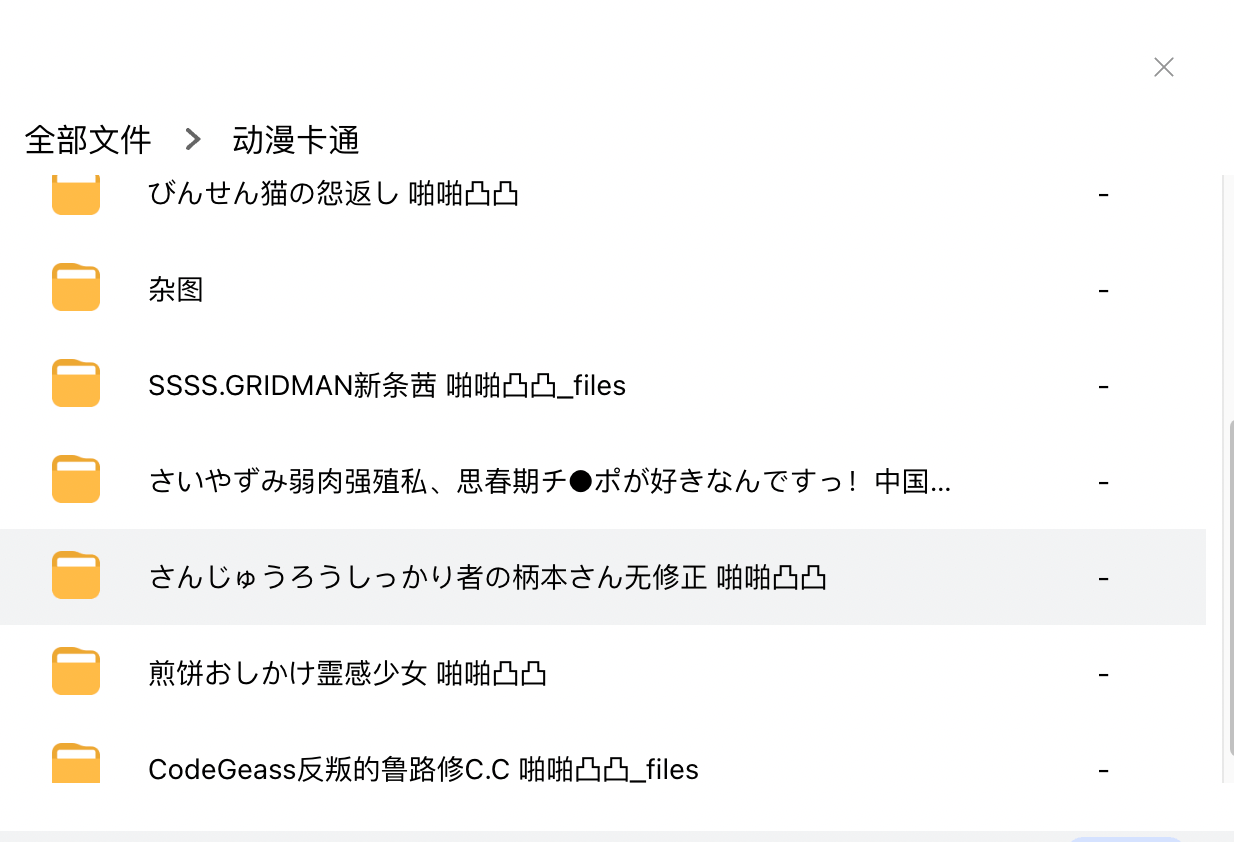 全部文件 > 动漫卡通
びんせん猫の怨返し 啪啪凸凸 -
杂图 -
SSSS.GRIDMAN新条茜 啪啪凸凸_files -
さいやずみ弱肉强殖私、思春期チ●ポが好きなんですっ！中国... -
さんじゅうろうしっかり者の柄本さん无修正 啪啪凸凸 -
煎饼おしかけ霊感少女 啪啪凸凸 -
CodeGeass反叛的鲁路修C.C 啪啪凸凸_files -